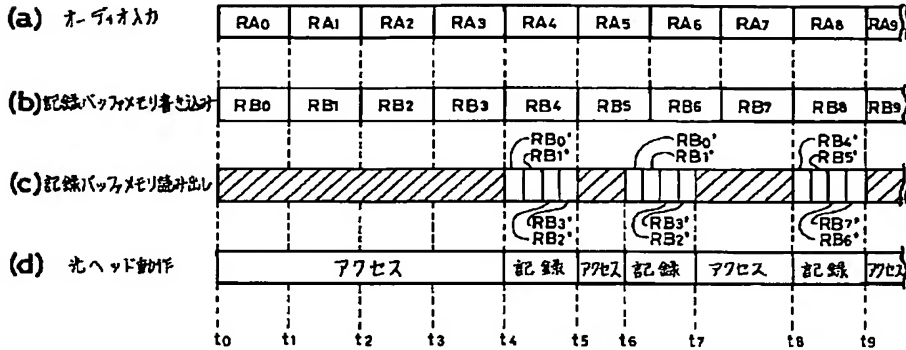 (a) オーディオ入力 RA0 RA1 RA2 RA3 RA4 RA5 RA6 RA7 RA8 RA9
(b) 記録バッファメモリ書き込み RB0 RB1 RB2 RB3 RB4 RB5 RB6 RB7 RB8 RB9
RB0' RB0' RB4'
RB1' RB1' RB5'
(c) 記録バッファメモリ読み出し
RB3' RB3' RB7'
RB2' RB2' RB6'
(d) 光ヘッド動作 アクセス 記録 アクセス 記録 アクセス 記録 アクセス
t0 t1 t2 t3 t4 t5 t6 t7 t8 t9